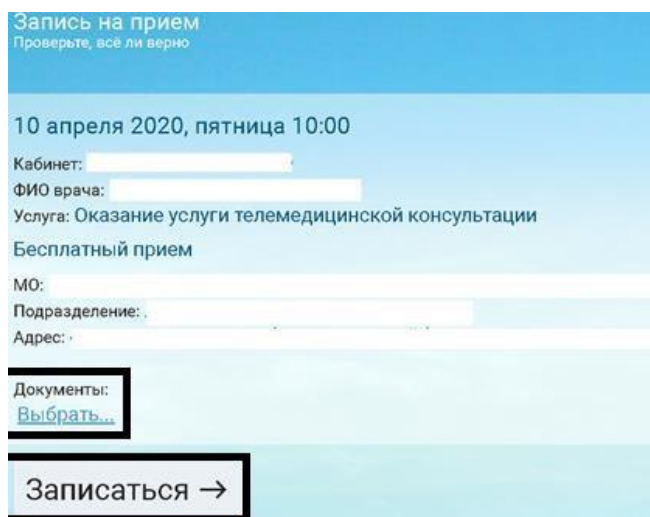 Запись на прием
Проверьте, всё ли верно
10 апреля 2020, пятница 10:00
Кабинет:
ФИО врача:
Услуга: Оказание услуги телемедицинской консультации
Бесплатный прием
МО:
Подразделение: .
Адрес:
Документы:
Выбрать...
Записаться →